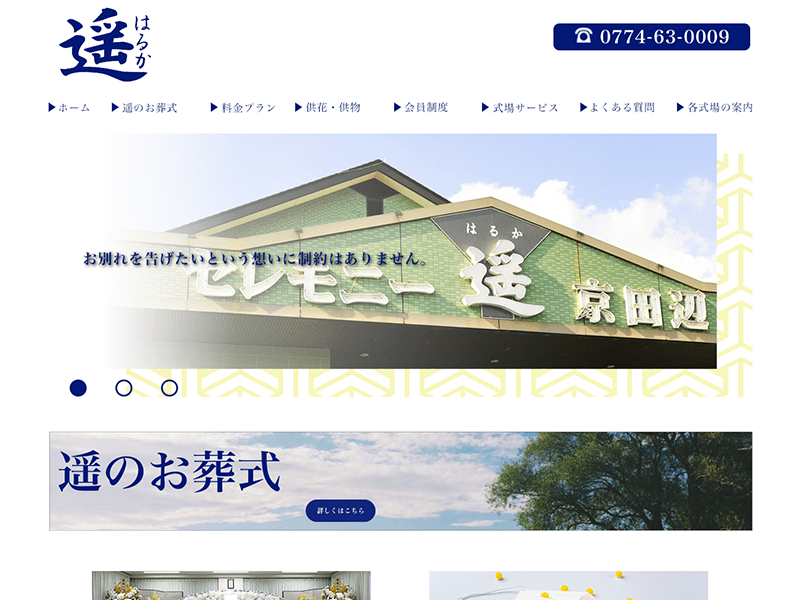 遥
はるか
☎ 0774-63-0009
▶ホーム ▶遥のお葬式 ▶料金プラン ▶供花・供物 ▶会員制度 ▶式場サービス ▶よくある質問 ▶各式場の案内
はるか
お別れを告げたいという想いに制約はありません。
セレモニー 遥 京田辺
遥のお葬式
詳しくはこちら